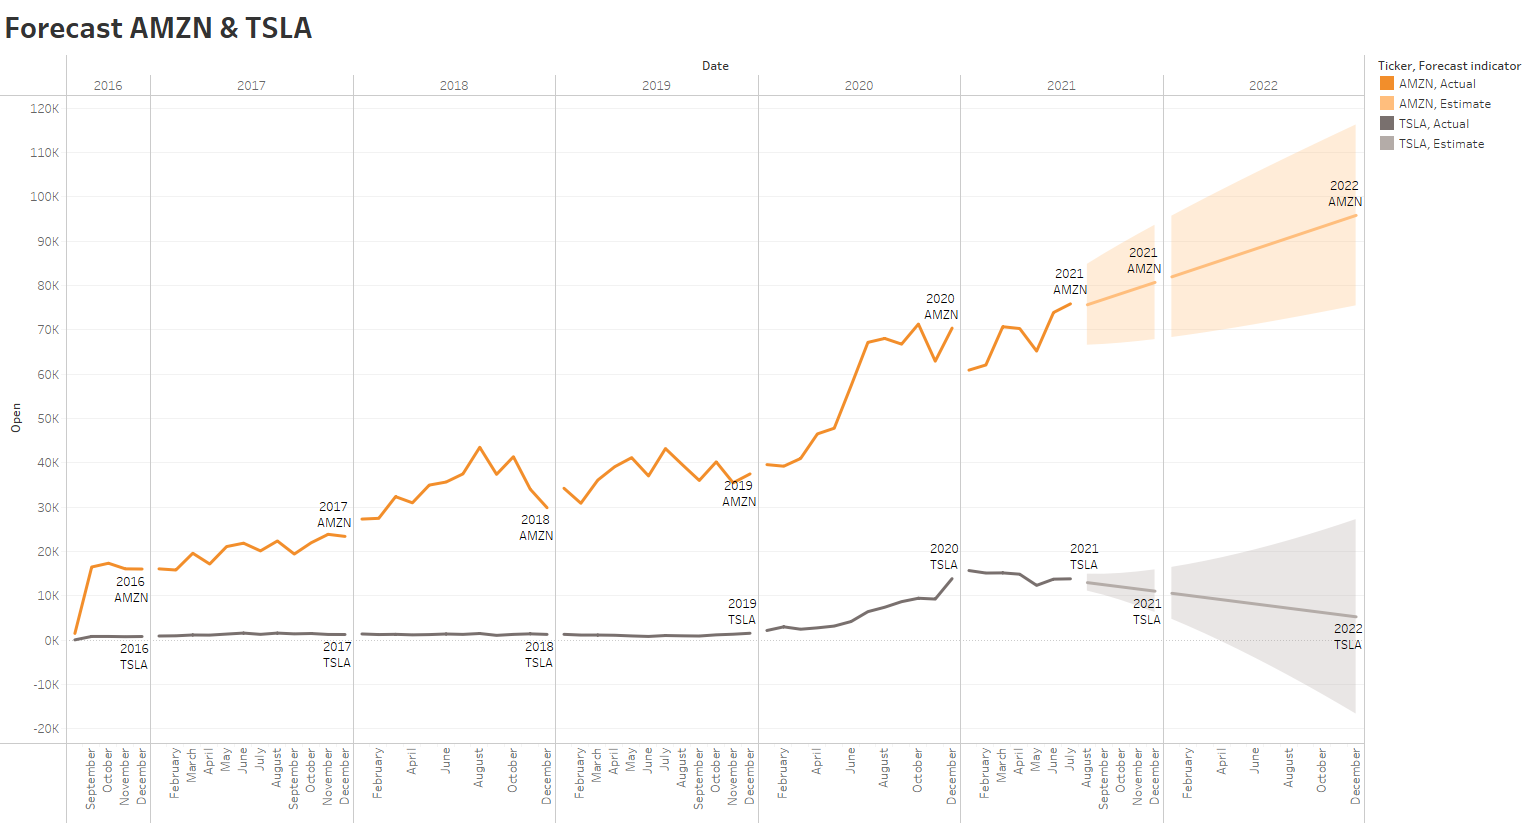 Forecast AMZN & TSLA
Date
Ticker, Forecast indicator
AMZN, Actual
AMZN, Estimate
TSLA, Actual
TSLA, Estimate
2016
2017
2018
2019
2020
2021
2022
Open
120K
110K
100K
90K
80K
70K
60K
50K
40K
30K
20K
10K
0K
-10K
-20K
2016
AMZN
2017
AMZN
2018
AMZN
2019
AMZN
2020
AMZN
2021
AMZN
2021
AMZN
2022
AMZN
2016
TSLA
2017
TSLA
2018
TSLA
2019
TSLA
2020
TSLA
2021
TSLA
2021
TSLA
2022
TSLA
September
October
November
December
February
March
April
May
June
July
August
September
October
November
December
February
April
June
August
October
December
February
March
April
May
June
July
August
September
October
November
December
February
April
June
August
October
December
February
March
April
May
June
July
August
September
October
November
December
February
April
June
August
October
December